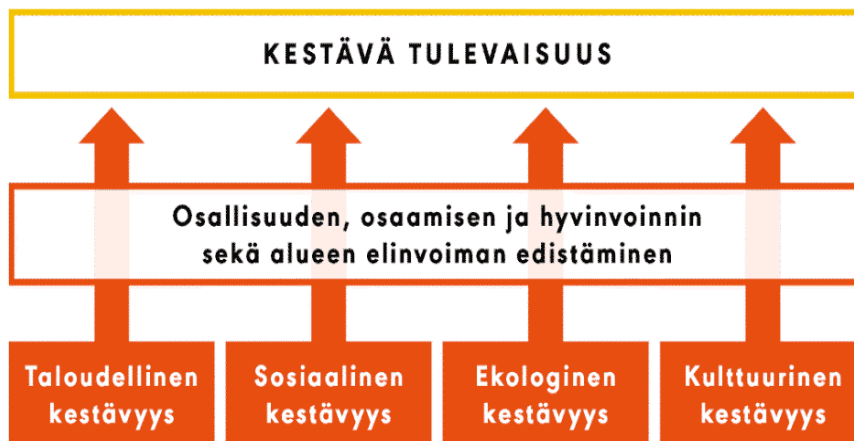 KESTÄVÄ TULEVAISUUS
Osallisuuden, osaamisen ja hyvinvoinnin
sekä alueen elinvoiman edistäminen
Taloudellinen
kestävyys
Sosiaalinen
kestävyys
Ekologinen
kestävyys
Kulttuurinen
kestävyys